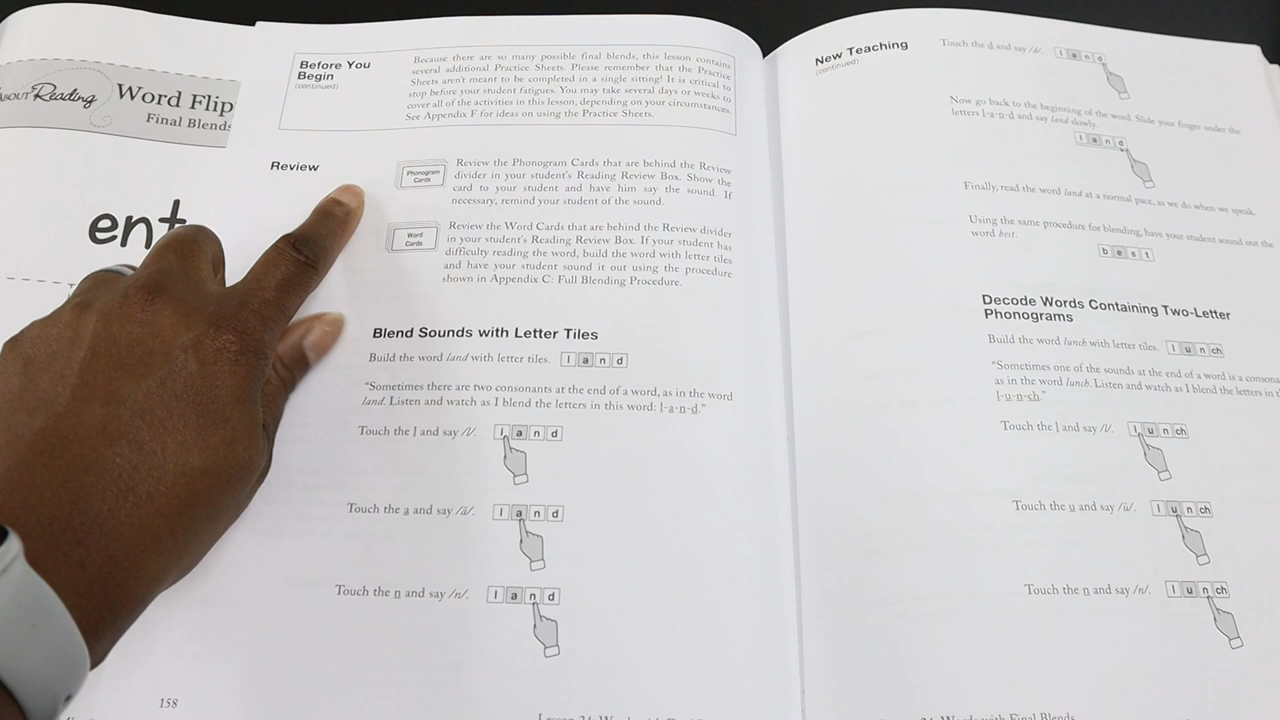 ABOUT Reading
Word Flip
Final Blends
ent
Before You
Begin
(continued)
Because there are so many possible final blends, this lesson contains
several additional Practice Sheets. Please remember that the Practice
Sheets aren't meant to be completed in a single sitting! It is critical to
stop before your student fatigues. You may take several days or weeks to
cover all of the activities in this lesson, depending on your circumstances.
See Appendix F for ideas on using the Practice Sheets.
Review
Phonogram
Cards
Review the Phonogram Cards that are behind the Review
divider in your student's Reading Review Box. Show the
card to your student and have him say the sound. If
necessary, remind your student of the sound.
Word
Cards
Review the Word Cards that are behind the Review divider
in your student's Reading Review Box. If your student has
difficulty reading the word, build the word with letter tiles
and have your student sound it out using the procedure
shown in Appendix C: Full Blending Procedure.
Blend Sounds with Letter Tiles
Build the word land with letter tiles. l a n d
"Sometimes there are two consonants at the end of a word, as in the word
land. Listen and watch as I blend the letters in this word: l-a-n-d."
Touch the l and say /l/. l a n d
Touch the a and say /ă/. l a n d
Touch the n and say /n/. l a n d
158
New Teaching
(continued)
Touch the d and say /d/. l a n d
Now go back to the beginning of the word. Slide your finger under the
letters l-a-n-d and say land slowly.
l a n d
Finally, read the word land at a normal pace, as we do when we speak.
Using the same procedure for blending, have your student sound out the
word best.
b e s t
Decode Words Containing Two-Letter
Phonograms
Build the word lunch with letter tiles. l u n ch
"Sometimes one of the sounds at the end of a word is a
as in the word lunch. Listen and watch as I blend the letters in
l-u-n-ch."
Touch the l and say /l/. l u n ch
Touch the u and say /ŭ/. l u n ch
Touch the n and say /n/. l u n ch
Words with Final Blends